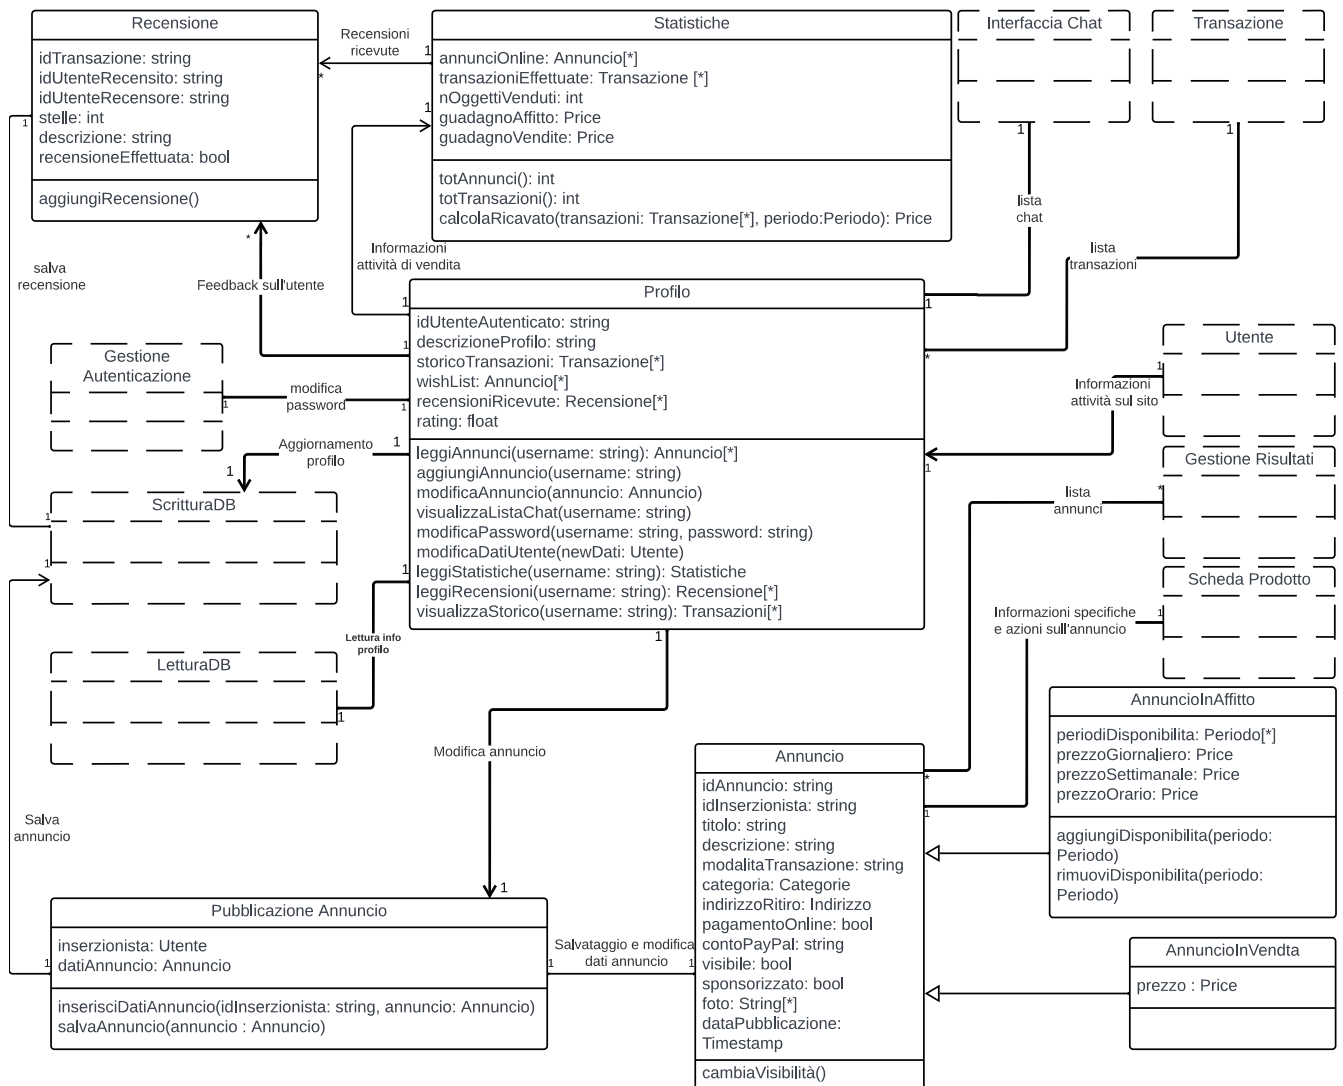 Recensione
idTransazione: string
idUtenteRecensito: string
idUtenteRecensore: string
stelle: int
descrizione: string
recensioneEffettuata: bool
aggiungiRecensione()
Recensioni
ricevute
1
*
Statistiche
annunciOnline: Annuncio[*]
transazioniEffettuate: Transazione [*]
nOggettiVenduti: int
guadagnoAffitto: Price
guadagnoVendite: Price
totAnnunci(): int
totTransazioni(): int
calcolaRicavato(transazioni: Transazione[*], periodo:Periodo): Price
Interfaccia Chat
1
Transazione
1
1
1
lista
chat
lista
transazioni
Informazioni
attività di vendita
1
*
Feedback sull'utente
1
salva
recensione
Profilo
idUtenteAutenticato: string
descrizioneProfilo: string
storicoTransazioni: Transazione[*]
wishList: Annuncio[*]
recensioniRicevute: Recensione[*]
rating: float
leggiAnnunci(username: string): Annuncio[*]
aggiungiAnnuncio(username: string)
modificaAnnuncio(annuncio: Annuncio)
visualizzaListaChat(username: string)
modificaPassword(username: string, password: string)
modificaDatiUtente(newDati: Utente)
leggiStatistiche(username: string): Statistiche
leggiRecensioni(username: string): Recensione[*]
visualizzaStorico(username: string): Transazioni[*]
1
*
Utente
1
Informazioni
attività sul sito
1
Gestione
Autenticazione
1
modifica
password
1
Aggiornamento
profilo
1
1
ScritturaDB
1
1
Gestione Risultati
*
lista
annunci
Scheda Prodotto
1
Informazioni specifiche
e azioni sull'annuncio
1
Lettura info
profilo
LetturaDB
1
1
Modifica annuncio
1
Salva
annuncio
AnnuncioInAffitto
periodiDisponibilita: Periodo[*]
prezzoGiornaliero: Price
prezzoSettimanale: Price
prezzoOrario: Price
aggiungiDisponibilita(periodo:
Periodo)
rimuoviDisponibilita(periodo:
Periodo)
Annuncio
idAnnuncio: string
idInserzionista: string
titolo: string
descrizione: string
modalitaTransazione: string
categoria: Categorie
indirizzoRitiro: Indirizzo
pagamentoOnline: bool
contoPayPal: string
visibile: bool
sponsorizzato: bool
foto: String[*]
dataPubblicazione:
Timestamp
cambiaVisibilità()
*
1
Pubblicazione Annuncio
inserzionista: Utente
datiAnnuncio: Annuncio
inserisciDatiAnnuncio(idInserzionista: string, annuncio: Annuncio)
salvaAnnuncio(annuncio : Annuncio)
1
Salvataggio e modifica
dati annuncio
1
1
AnnuncioInVendta
prezzo : Price